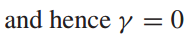 and hence γ = 0